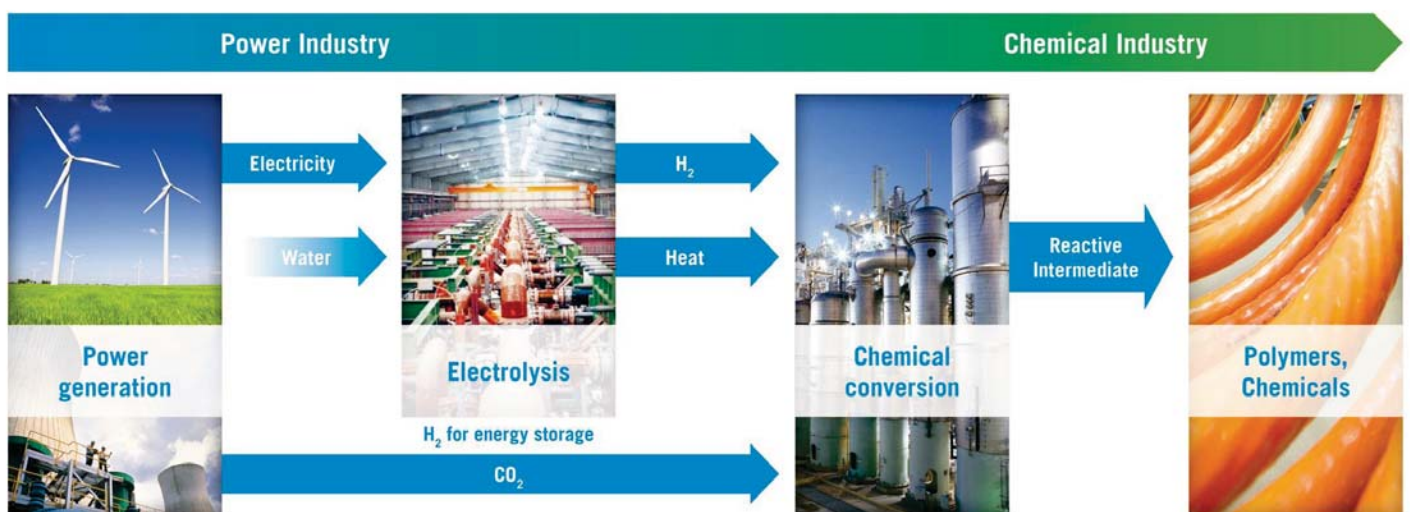 Power Industry
Chemical Industry
Electricity
H₂
Water
Heat
Reactive
Intermediate
Power
generation
Electrolysis
Chemical
conversion
Polymers,
Chemicals
H₂ for energy storage
CO₂